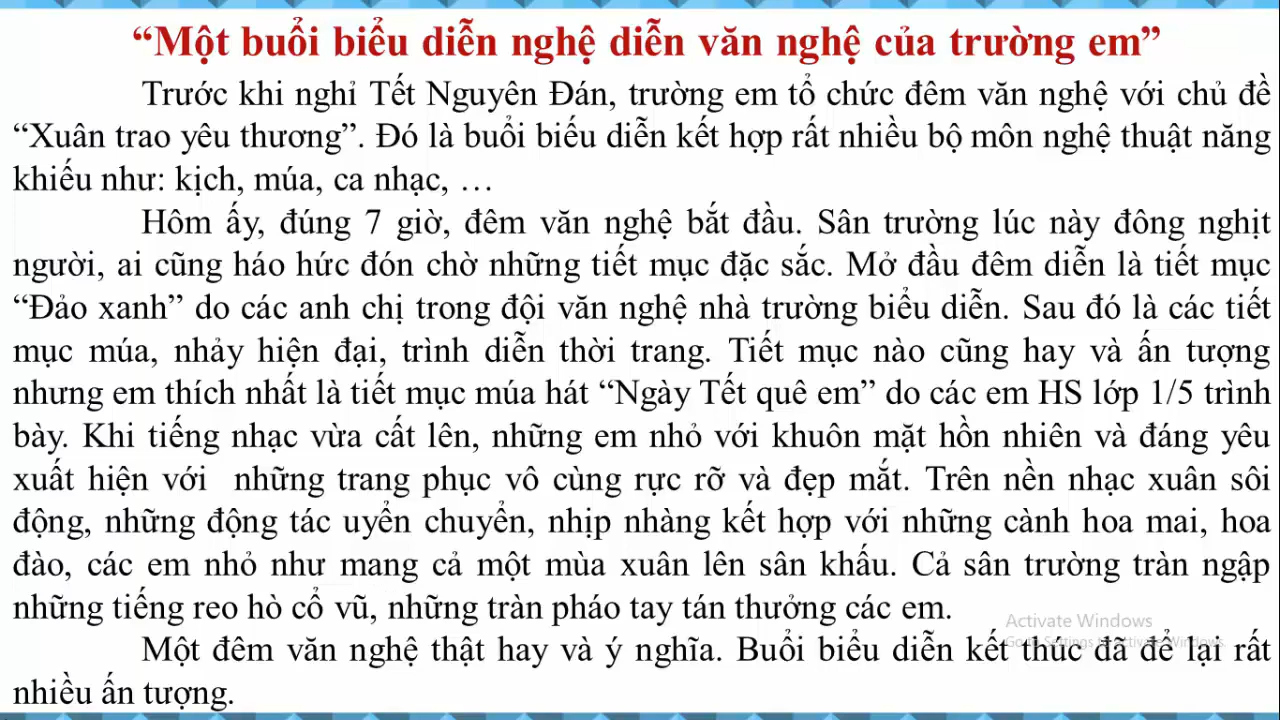 “Một buổi biểu diễn nghệ diễn văn nghệ của trường em”
Trước khi nghỉ Tết Nguyên Đán, trường em tổ chức đêm văn nghệ với chủ đề
“Xuân trao yêu thương”. Đó là buổi biểu diễn kết hợp rất nhiều bộ môn nghệ thuật năng
khiếu như: kịch, múa, ca nhạc, …
Hôm ấy, đúng 7 giờ, đêm văn nghệ bắt đầu. Sân trường lúc này đông nghịt
người, ai cũng háo hức đón chờ những tiết mục đặc sắc. Mở đầu đêm diễn là tiết mục
“Đảo xanh” do các anh chị trong đội văn nghệ nhà trường biểu diễn. Sau đó là các tiết
mục múa, nhảy hiện đại, trình diễn thời trang. Tiết mục nào cũng hay và ấn tượng
nhưng em thích nhất là tiết mục múa hát “Ngày Tết quê em” do các em HS lớp 1/5 trình
bày. Khi tiếng nhạc vừa cất lên, những em nhỏ với khuôn mặt hồn nhiên và đáng yêu
xuất hiện với những trang phục vô cùng rực rỡ và đẹp mắt. Trên nền nhạc xuân sôi
động, những động tác uyển chuyển, nhịp nhàng kết hợp với những cành hoa mai, hoa
đào, các em nhỏ như mang cả một mùa xuân lên sân khấu. Cả sân trường tràn ngập
những tiếng reo hò cổ vũ, những tràn pháo tay tán thưởng các em.
Activate Windows
Go to Settings to activate Windows.
Một đêm văn nghệ thật hay và ý nghĩa. Buổi biểu diễn kết thúc đã để lại rất
nhiều ấn tượng.